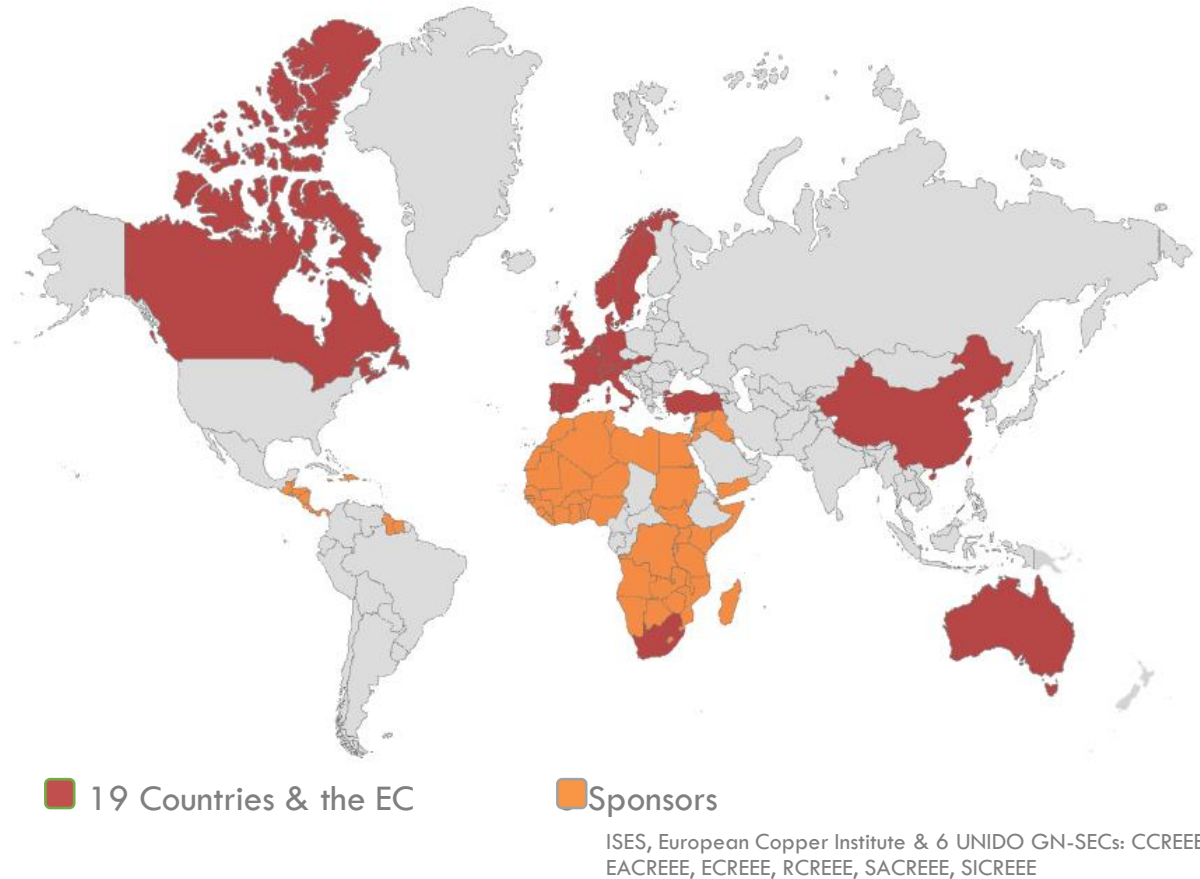 19 Countries & the EC
Sponsors
ISES, European Copper Institute & 6 UNIDO GN-SECs: CCREEE
EACREEE, ECREEE, RCREEE, SACREEE, SICREEE